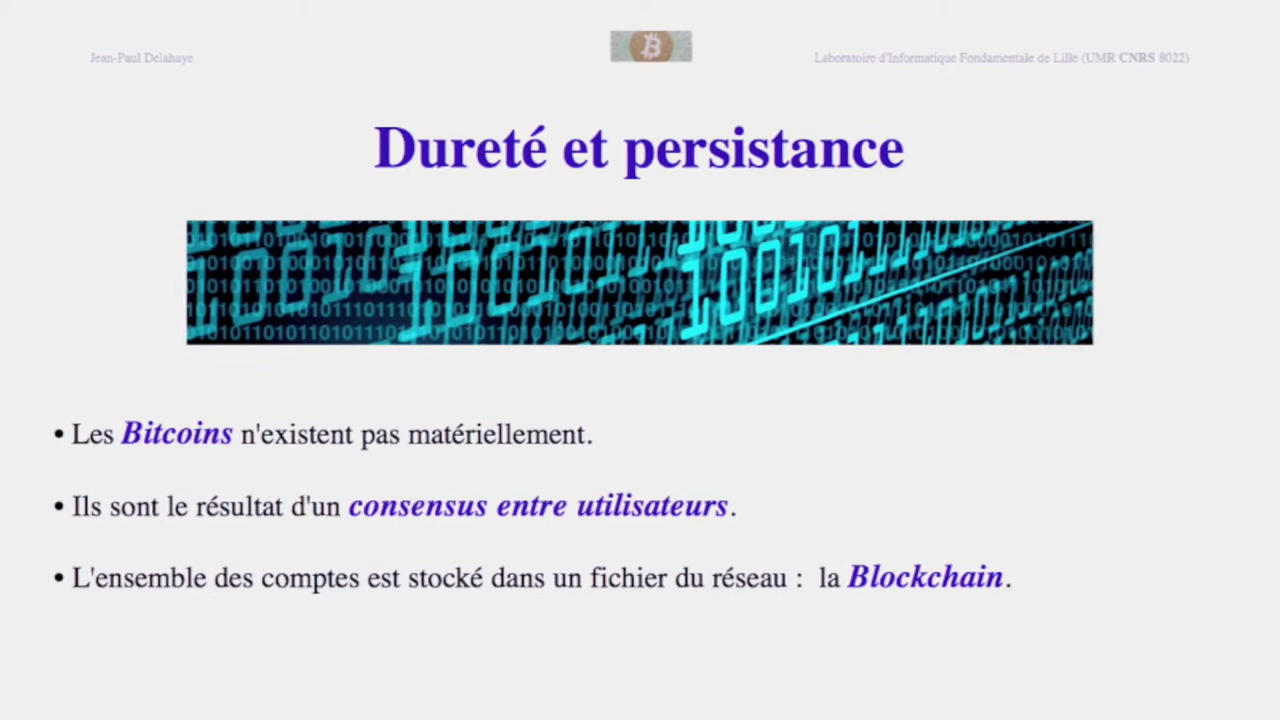 Jean-Paul Delahaye
Laboratoire d'Informatique Fondamentale de Lille (UMR CNRS 8022)
Dureté et persistance
• Les Bitcoins n'existent pas matériellement.
• Ils sont le résultat d'un consensus entre utilisateurs.
• L'ensemble des comptes est stocké dans un fichier du réseau : la Blockchain.